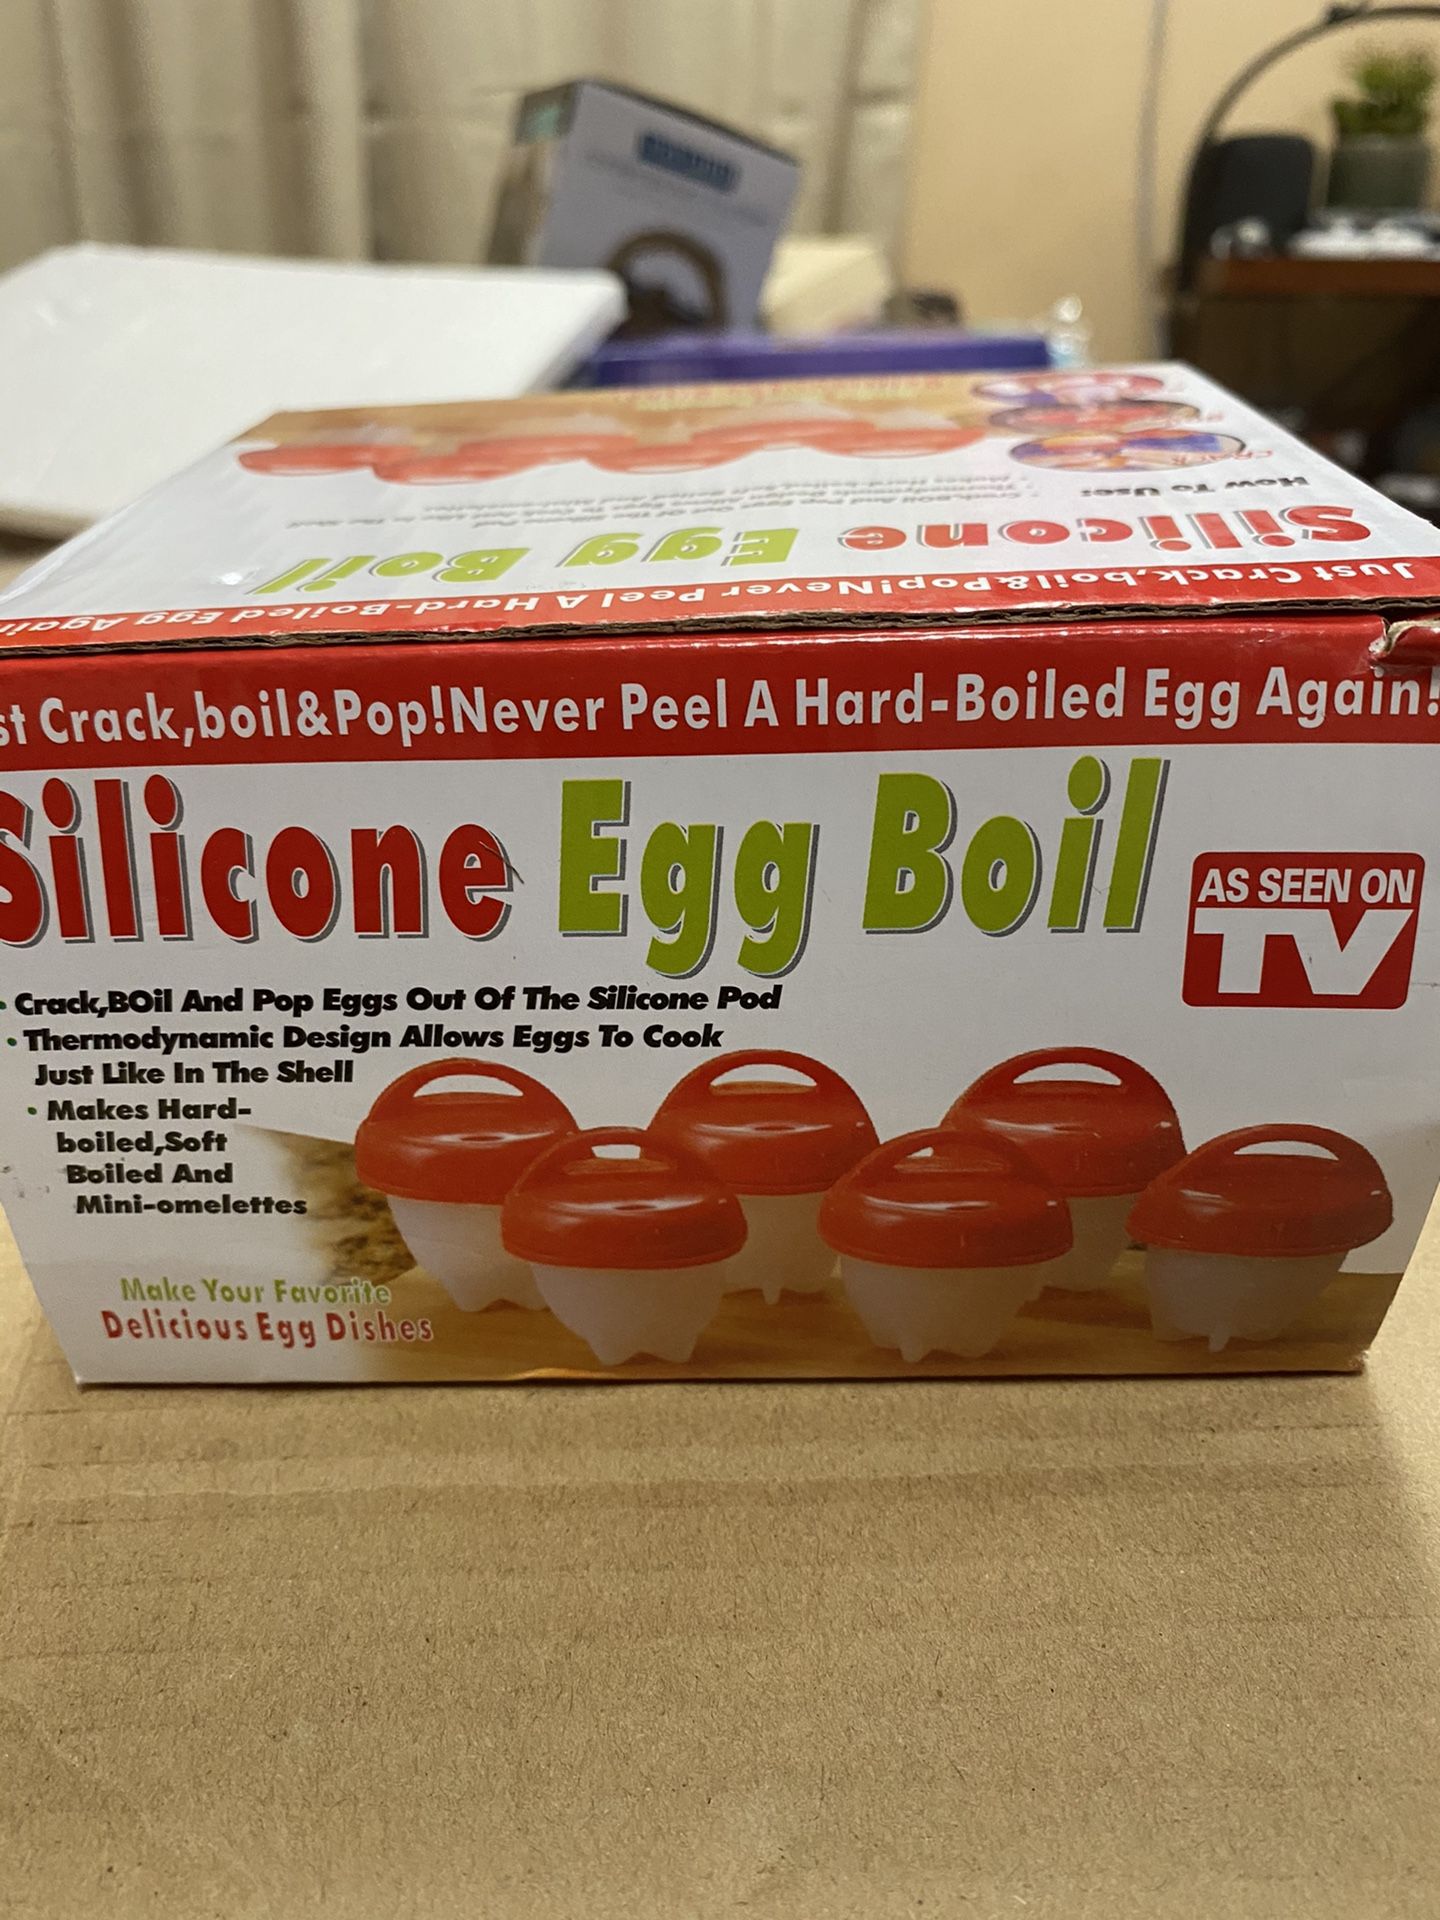 Silicone Egg Boil
How To Use:
Just Crack,boil&Pop!Never Peel A Hard-Boiled Egg Again
Crack,boil&Pop!Never Peel A Hard-Boiled Egg Again!
Silicone Egg Boil
AS SEEN ON
TV
• Crack,BOil And Pop Eggs Out Of The Silicone Pod
• Thermodynamic Design Allows Eggs To Cook
Just Like In The Shell
• Makes Hard-
boiled,Soft
Boiled And
Mini-omelettes
Make Your Favorite
Delicious Egg Dishes